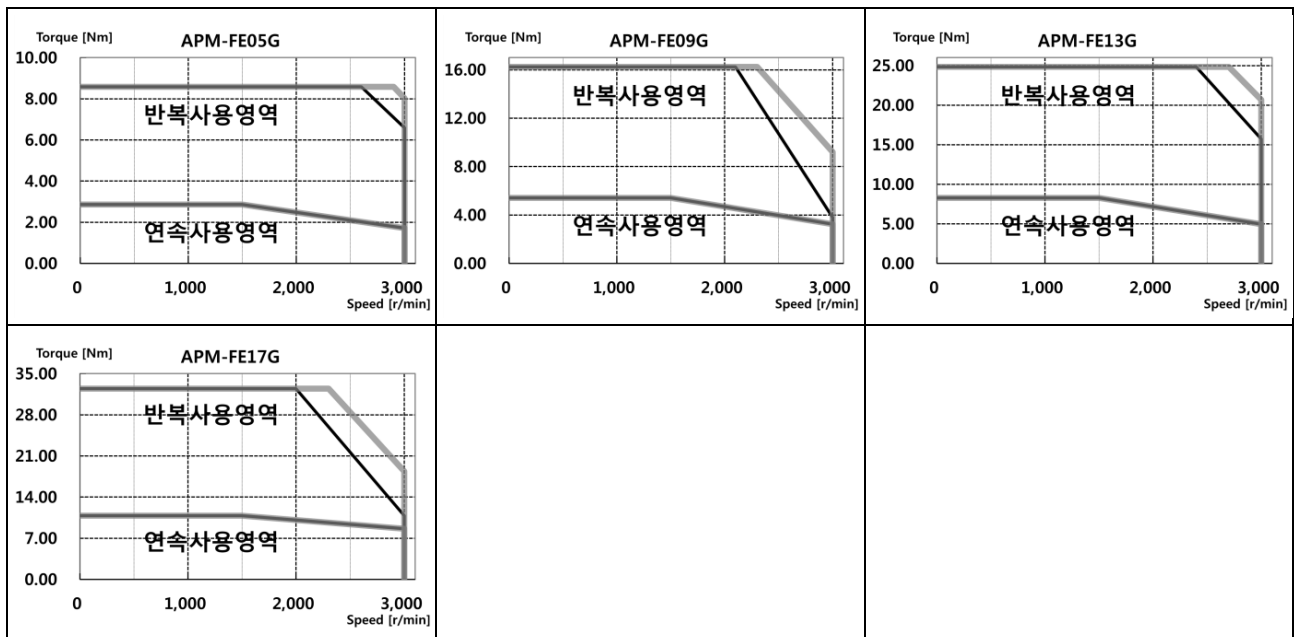 Torque [Nm] APM-FE05G
10.00
8.00
반복사용영역
6.00
4.00
2.00
연속사용영역
0.00
0 1,000 2,000 3,000
Speed [r/min]
Torque [Nm] APM-FE09G
16.00
반복사용영역
12.00
8.00
4.00
연속사용영역
0.00
0 1,000 2,000 3,000
Speed [r/min]
Torque [Nm] APM-FE13G
25.00
반복사용영역
20.00
15.00
10.00
5.00
연속사용영역
0.00
0 1,000 2,000 3,000
Speed [r/min]
Torque [Nm] APM-FE17G
35.00
28.00
반복사용영역
21.00
14.00
7.00
연속사용영역
0.00
0 1,000 2,000 3,000
Speed [r/min]